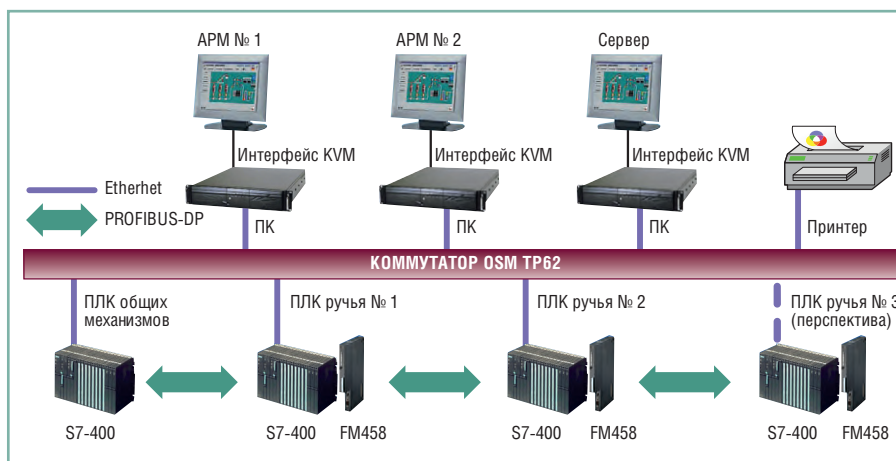 АРМ № 1
АРМ № 2
Сервер
Интерфейс KVM
Интерфейс KVM
Интерфейс KVM
Etherhet
PROFIBUS-DP
ПК
ПК
ПК
Принтер
КОММУТАТОР OSM TP62
ПЛК общих
механизмов
ПЛК ручья № 1
ПЛК ручья № 2
ПЛК ручья № 3
(перспектива)
S7-400
S7-400
FM458
S7-400
FM458
S7-400
FM458